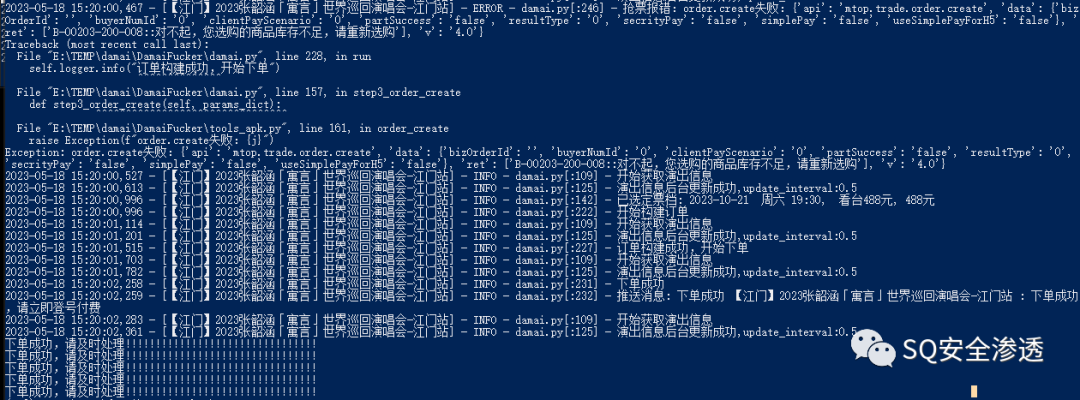 2023-05-18 15:20:00,467 - [【江门】2023张韶涵「寓言」世界巡回演唱会-江门站] - ERROR - damai.py[:246] - 抢票报错: order.create失败: {'api': 'mtop.trade.order.create', 'data': {'biz
OrderId': '', 'buyerNumId': '0', 'clientPayScenario': '0', 'partSuccess': 'false', 'resultType': '0', 'secrityPay': 'false', 'simplePay': 'false', 'useSimplePayForH5': 'false'}, '
ret': ['B-00203-200-008::对不起，您选购的商品库存不足，请重新选购'], 'v': '4.0'}
Traceback (most recent call last):
File "E:\TEMP\damai\DamaiFucker\damai.py", line 228, in run
self.logger.info("订单构建成功，开始下单")
File "E:\TEMP\damai\DamaiFucker\damai.py", line 157, in step3_order_create
def step3_order_create(self, params_dict):
File "E:\TEMP\damai\DamaiFucker\tools_apk.py", line 161, in order_create
raise Exception(f"order.create失败: {j}")
Exception: order.create失败: {'api': 'mtop.trade.order.create', 'data': {'bizOrderId': '', 'buyerNumId': '0', 'clientPayScenario': '0', 'partSuccess': 'false', 'resultType': '0',
'secrityPay': 'false', 'simplePay': 'false', 'useSimplePayForH5': 'false'}, 'ret': ['B-00203-200-008::对不起，您选购的商品库存不足，请重新选购'], 'v': '4.0'}
2023-05-18 15:20:00,527 - [【江门】2023张韶涵「寓言」世界巡回演唱会-江门站] - INFO - damai.py[:109] - 开始获取演出信息
2023-05-18 15:20:00,613 - [【江门】2023张韶涵「寓言」世界巡回演唱会-江门站] - INFO - damai.py[:125] - 演出信息后台更新成功,update_interval:0.5
2023-05-18 15:20:00,996 - [【江门】2023张韶涵「寓言」世界巡回演唱会-江门站] - INFO - damai.py[:142] - 已选定票档: 2023-10-21 周六 19:30, 看台488元, 488元
2023-05-18 15:20:00,996 - [【江门】2023张韶涵「寓言」世界巡回演唱会-江门站] - INFO - damai.py[:222] - 开始构建订单
2023-05-18 15:20:01,114 - [【江门】2023张韶涵「寓言」世界巡回演唱会-江门站] - INFO - damai.py[:109] - 开始获取演出信息
2023-05-18 15:20:01,201 - [【江门】2023张韶涵「寓言」世界巡回演唱会-江门站] - INFO - damai.py[:125] - 演出信息后台更新成功,update_interval:0.5
2023-05-18 15:20:01,515 - [【江门】2023张韶涵「寓言」世界巡回演唱会-江门站] - INFO - damai.py[:227] - 订单构建成功，开始下单
2023-05-18 15:20:01,703 - [【江门】2023张韶涵「寓言」世界巡回演唱会-江门站] - INFO - damai.py[:109] - 开始获取演出信息
2023-05-18 15:20:01,782 - [【江门】2023张韶涵「寓言」世界巡回演唱会-江门站] - INFO - damai.py[:125] - 演出信息后台更新成功,update_interval:0.5
2023-05-18 15:20:02,258 - [【江门】2023张韶涵「寓言」世界巡回演唱会-江门站] - INFO - damai.py[:231] - 下单成功
2023-05-18 15:20:02,259 - [【江门】2023张韶涵「寓言」世界巡回演唱会-江门站] - INFO - damai.py[:232] - 推送消息: 下单成功 【江门】2023张韶涵「寓言」世界巡回演唱会-江门站 : 下单成功
，请立即登号付费
2023-05-18 15:20:02,283 - [【江门】2023张韶涵「寓言」世界巡回演唱会-江门站] - INFO - damai.py[:109] - 开始获取演出信息
2023-05-18 15:20:02,361 - [【江门】2023张韶涵「寓言」世界巡回演唱会-江门站] - INFO - damai.py[:125] - 演出信息后台更新成功,update_interval:0.5
下单成功，请及时处理!!!!!!!!!!!!!!!!!!!!!!!!!!!!!!!!
下单成功，请及时处理!!!!!!!!!!!!!!!!!!!!!!!!!!!!!!!!
下单成功，请及时处理!!!!!!!!!!!!!!!!!!!!!!!!!!!!!!!!
下单成功，请及时处理!!!!!!!!!!!!!!!!!!!!!!!!!!!!!!!!
下单成功，请及时处理!!!!!!!!!!!!!!!!!!!!!!!!!!!!!!!!
SQ安全渗透